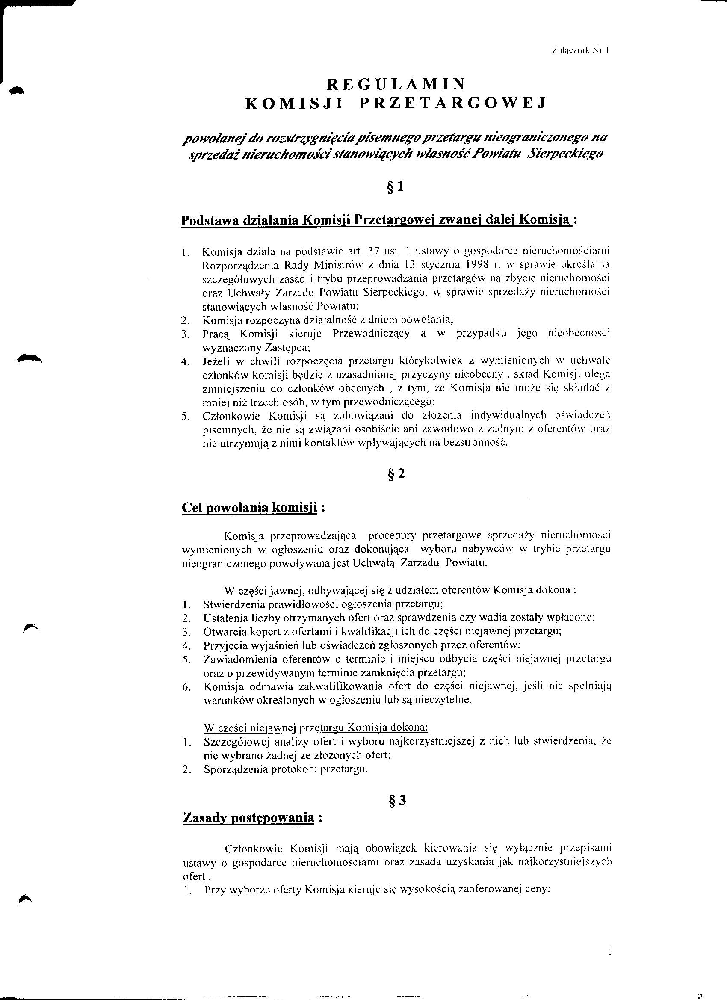 Załącznik Nr 1
REGULAMIN
KOMISJI PRZETARGOWEJ
powołanej do rozstrzygnięcia pisemnego przetargu nieograniczonego na
sprzedaż nieruchomości stanowiących własność Powiatu Sierpeckiego
§ 1
Podstawa działania Komisji Przetargowej zwanej dalej Komisją :
1. Komisja działa na podstawie art. 37 ust. 1 ustawy o gospodarce nieruchomościami
Rozporządzenia Rady Ministrów z dnia 13 stycznia 1998 r. w sprawie określania
szczegółowych zasad i trybu przeprowadzania przetargów na zbycie nieruchomości
oraz Uchwały Zarządu Powiatu Sierpeckiego. w sprawie sprzedaży nieruchomości
stanowiących własność Powiatu;
2. Komisja rozpoczyna działalność z dniem powołania;
3. Pracą Komisji kieruje Przewodniczący a w przypadku jego nieobecności
wyznaczony Zastępca;
4. Jeżeli w chwili rozpoczęcia przetargu którykolwiek z wymienionych w uchwale
członków komisji będzie z uzasadnionej przyczyny nieobecny , skład Komisji ulega
zmniejszeniu do członków obecnych , z tym, że Komisja nie może się składać z
mniej niż trzech osób, w tym przewodniczącego;
5. Członkowie Komisji są zobowiązani do złożenia indywidualnych oświadczeń
pisemnych, że nie są związani osobiście ani zawodowo z żadnym z oferentów oraz
nie utrzymują z nimi kontaktów wpływających na bezstronność.
§ 2
Cel powołania komisji :
Komisja przeprowadzająca procedury przetargowe sprzedaży nieruchomości
wymienionych w ogłoszeniu oraz dokonująca wyboru nabywców w trybie przetargu
nieograniczonego powoływana jest Uchwałą Zarządu Powiatu.
W części jawnej, odbywającej się z udziałem oferentów Komisja dokona :
1. Stwierdzenia prawidłowości ogłoszenia przetargu;
2. Ustalenia liczby otrzymanych ofert oraz sprawdzenia czy wadia zostały wpłacone;
3. Otwarcia kopert z ofertami i kwalifikacji ich do części niejawnej przetargu;
4. Przyjęcia wyjaśnień lub oświadczeń zgłoszonych przez oferentów;
5. Zawiadomienia oferentów o terminie i miejscu odbycia części niejawnej przetargu
oraz o przewidywanym terminie zamknięcia przetargu;
6. Komisja odmawia zakwalifikowania ofert do części niejawnej, jeśli nie spełniają
warunków określonych w ogłoszeniu lub są nieczytelne.
W części niejawnej przetargu Komisja dokona:
1. Szczegółowej analizy ofert i wyboru najkorzystniejszej z nich lub stwierdzenia, że
nie wybrano żadnej ze złożonych ofert;
2. Sporządzenia protokołu przetargu.
§ 3
Zasady postępowania :
Członkowie Komisji mają obowiązek kierowania się wyłącznie przepisami
ustawy o gospodarce nieruchomościami oraz zasadą uzyskania jak najkorzystniejszych
ofert .
1. Przy wyborze oferty Komisja kieruje się wysokością zaoferowanej ceny;
1